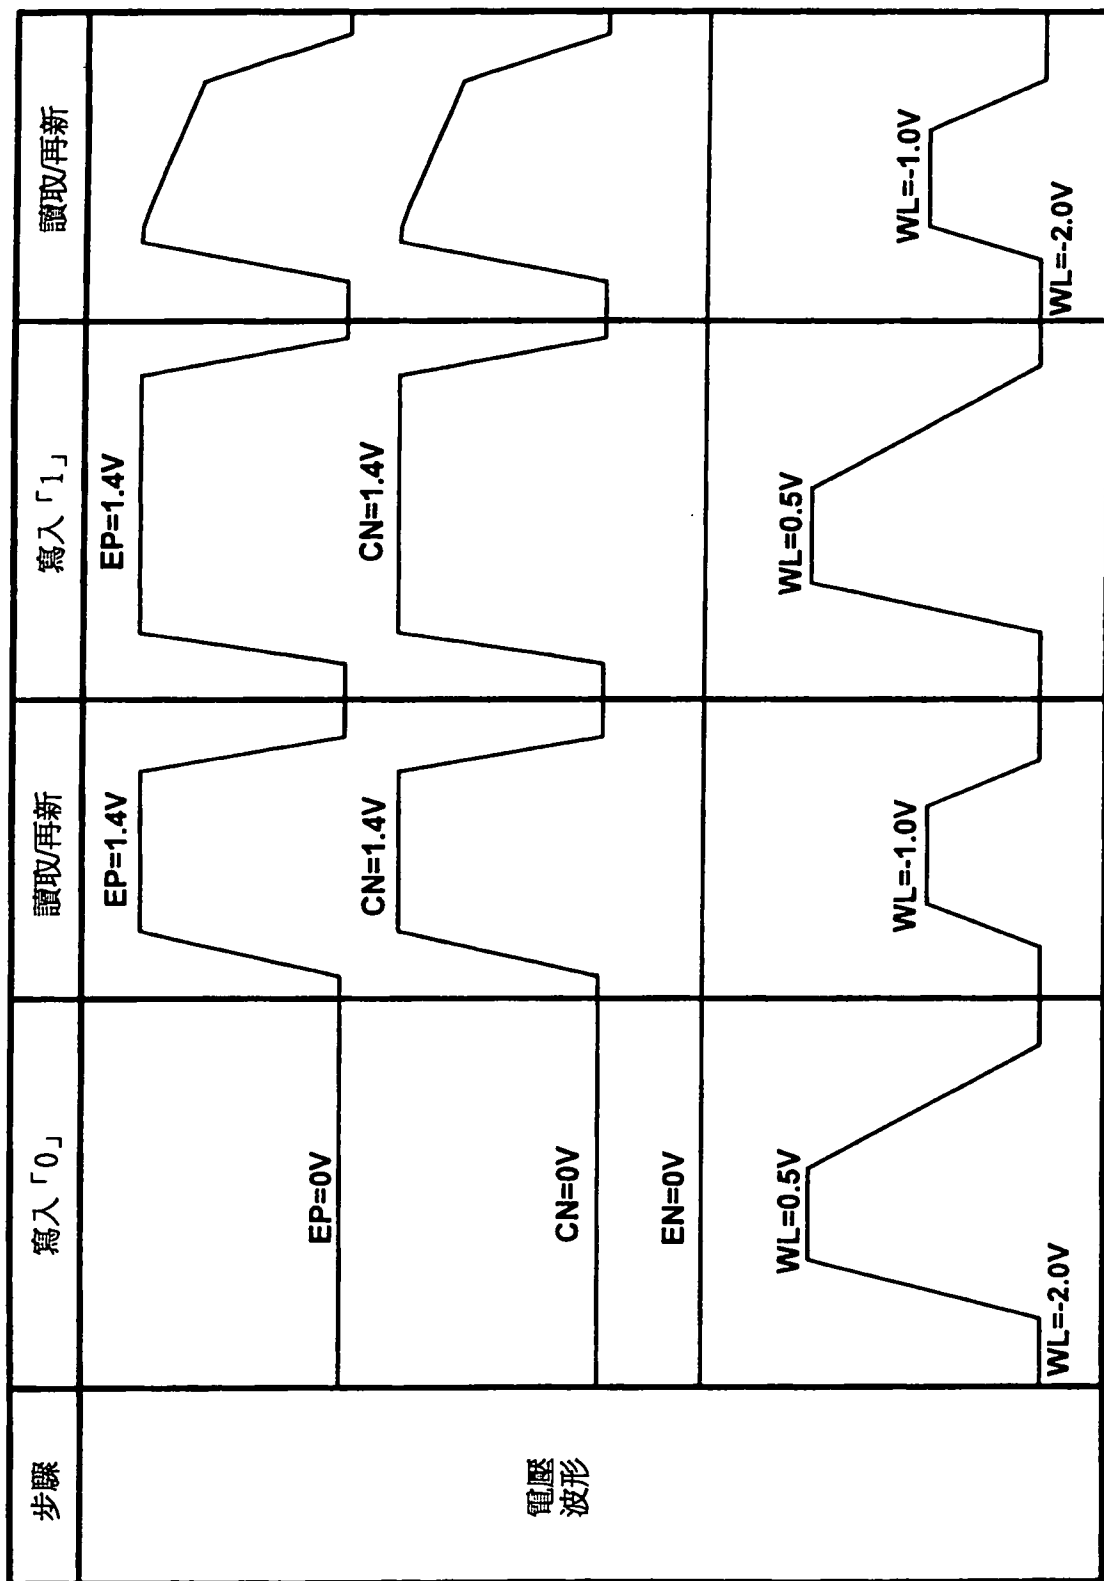 步驟
寫入「0」
讀取/再新
寫入「1」
讀取/再新
電壓
波形
EP=0V
EP=1.4V
EP=1.4V
CN=0V
CN=1.4V
CN=1.4V
EN=0V
WL=-2.0V
WL=0.5V
WL=-1.0V
WL=0.5V
WL=-2.0V
WL=-1.0V